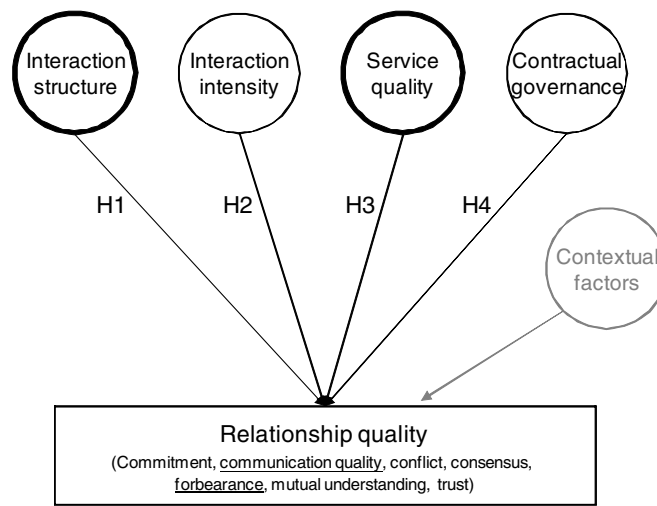 Interaction
structure
Interaction
intensity
Service
quality
Contractual
governance
H1
H2
H3
H4
Contextual
factors
Relationship quality
(Commitment, communication quality, conflict, consensus,
forbearance, mutual understanding, trust)